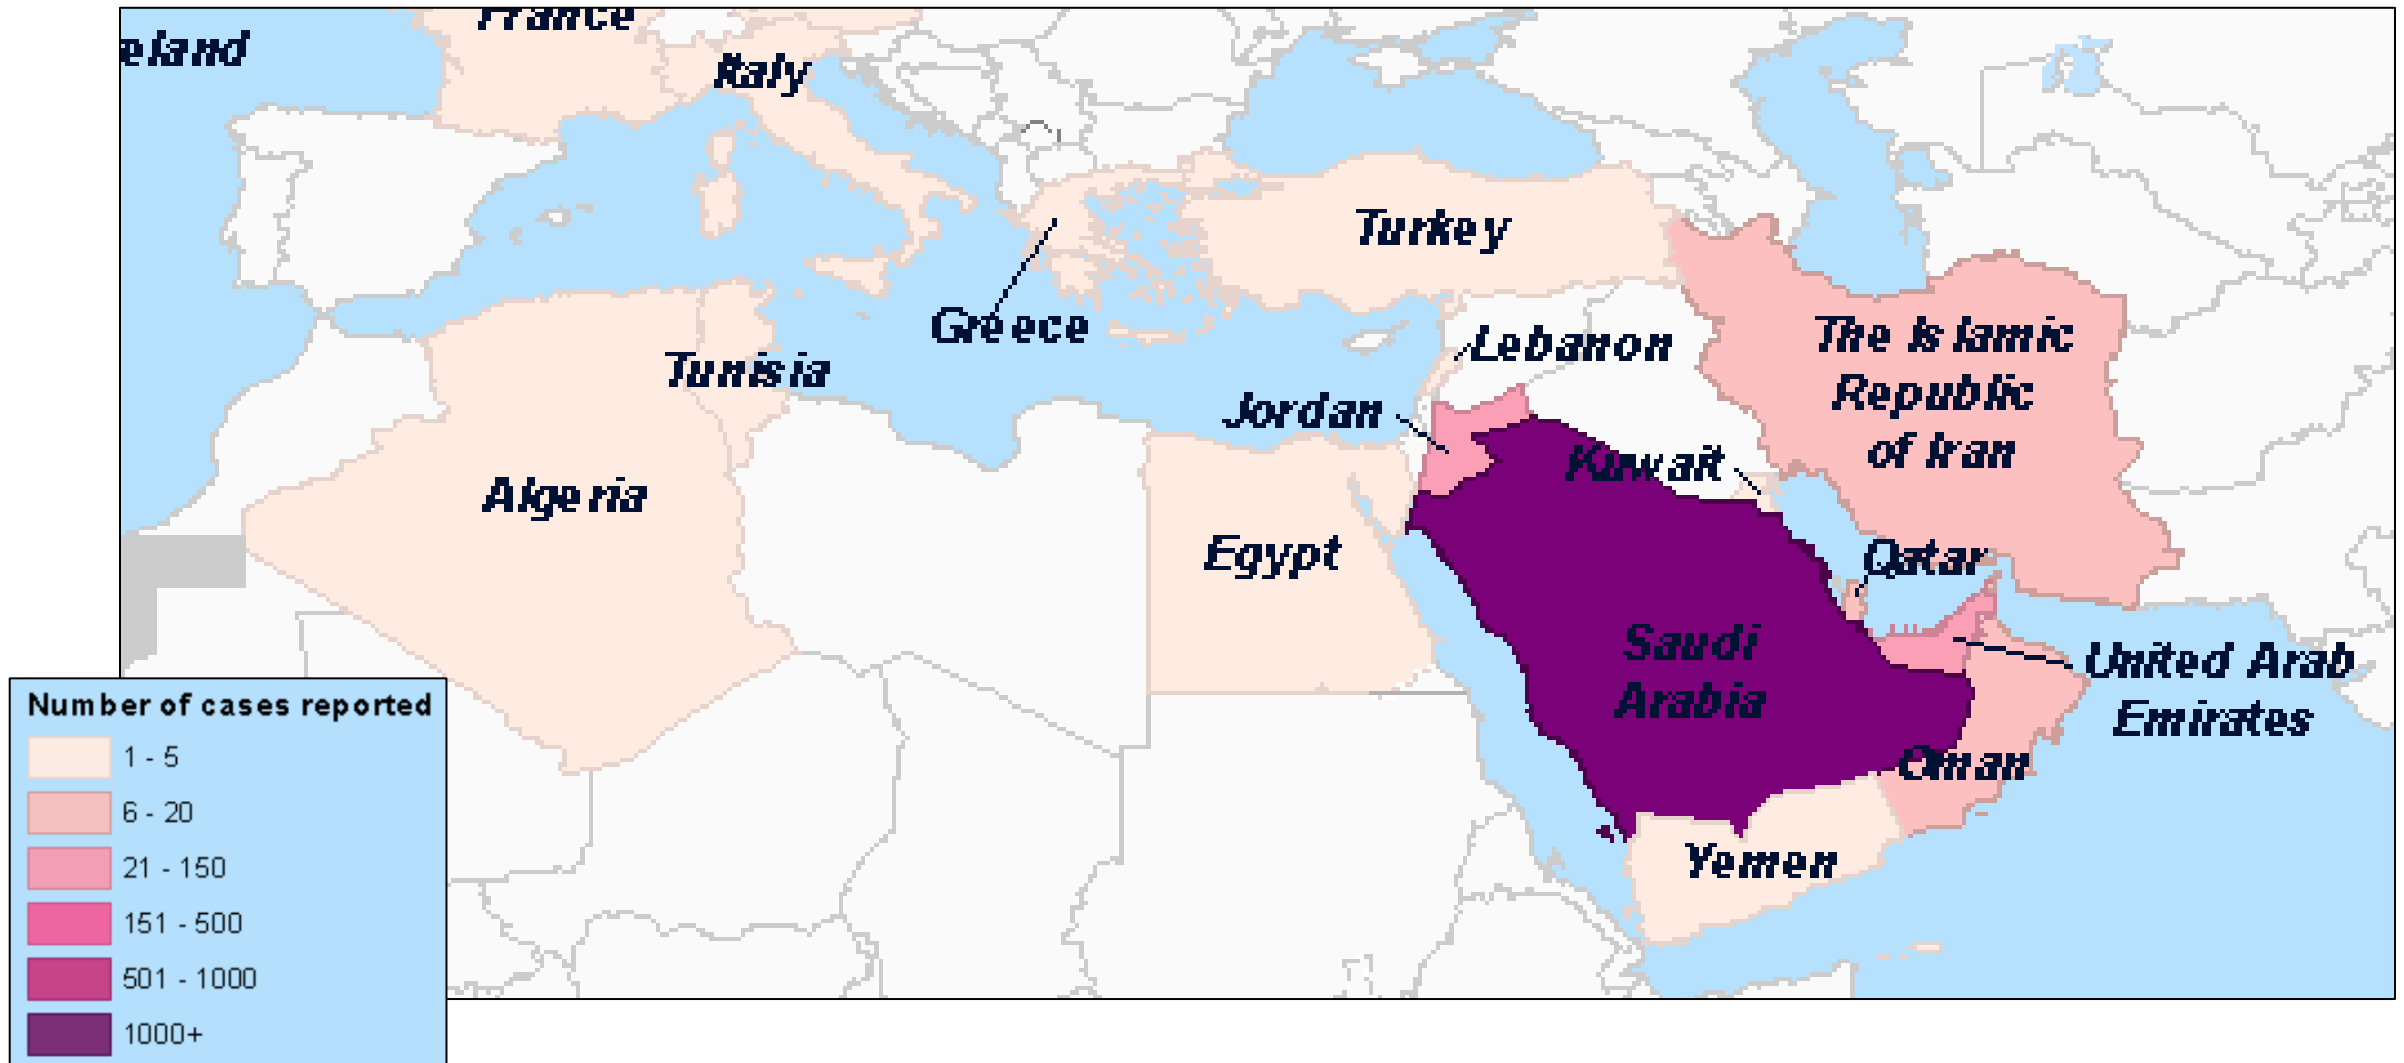 France
eland
Italy
Turkey
Greece
Lebanon
Tunisia
Jordan
The Islamic
Republic
of Iran
Kuwait
Algeria
Egypt
Qatar
Saudi
Arabia
United Arab
Emirates
Oman
Yemen
Number of cases reported
1 - 5
6 - 20
21 - 150
151 - 500
501 - 1000
1000+